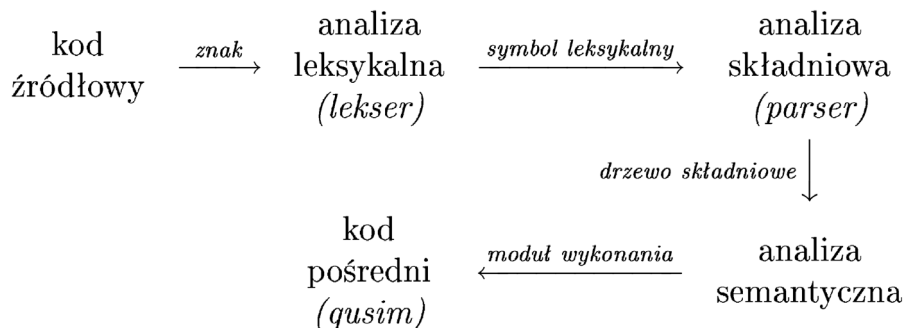 kod
źródłowy
znak
analiza
leksykalna
(lekser)
symbol leksykalny
analiza
składniowa
(parser)
drzewo składniowe
analiza
semantyczna
moduł wykonania
kod
pośredni
(qusim)